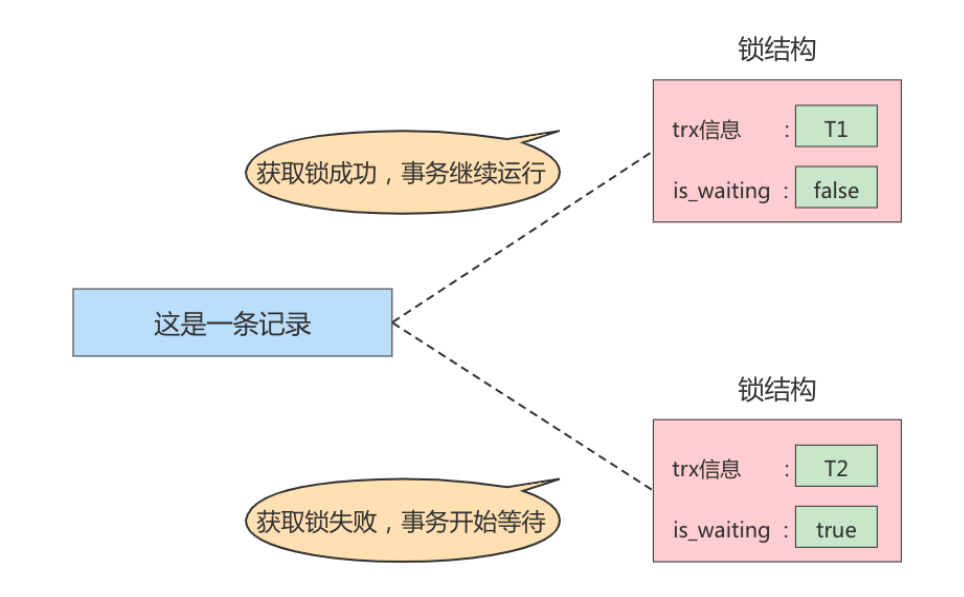 锁结构
trx信息 : T1
获取锁成功，事务继续运行
is_waiting : false
这是一条记录
锁结构
trx信息 : T2
获取锁失败，事务开始等待
is_waiting : true